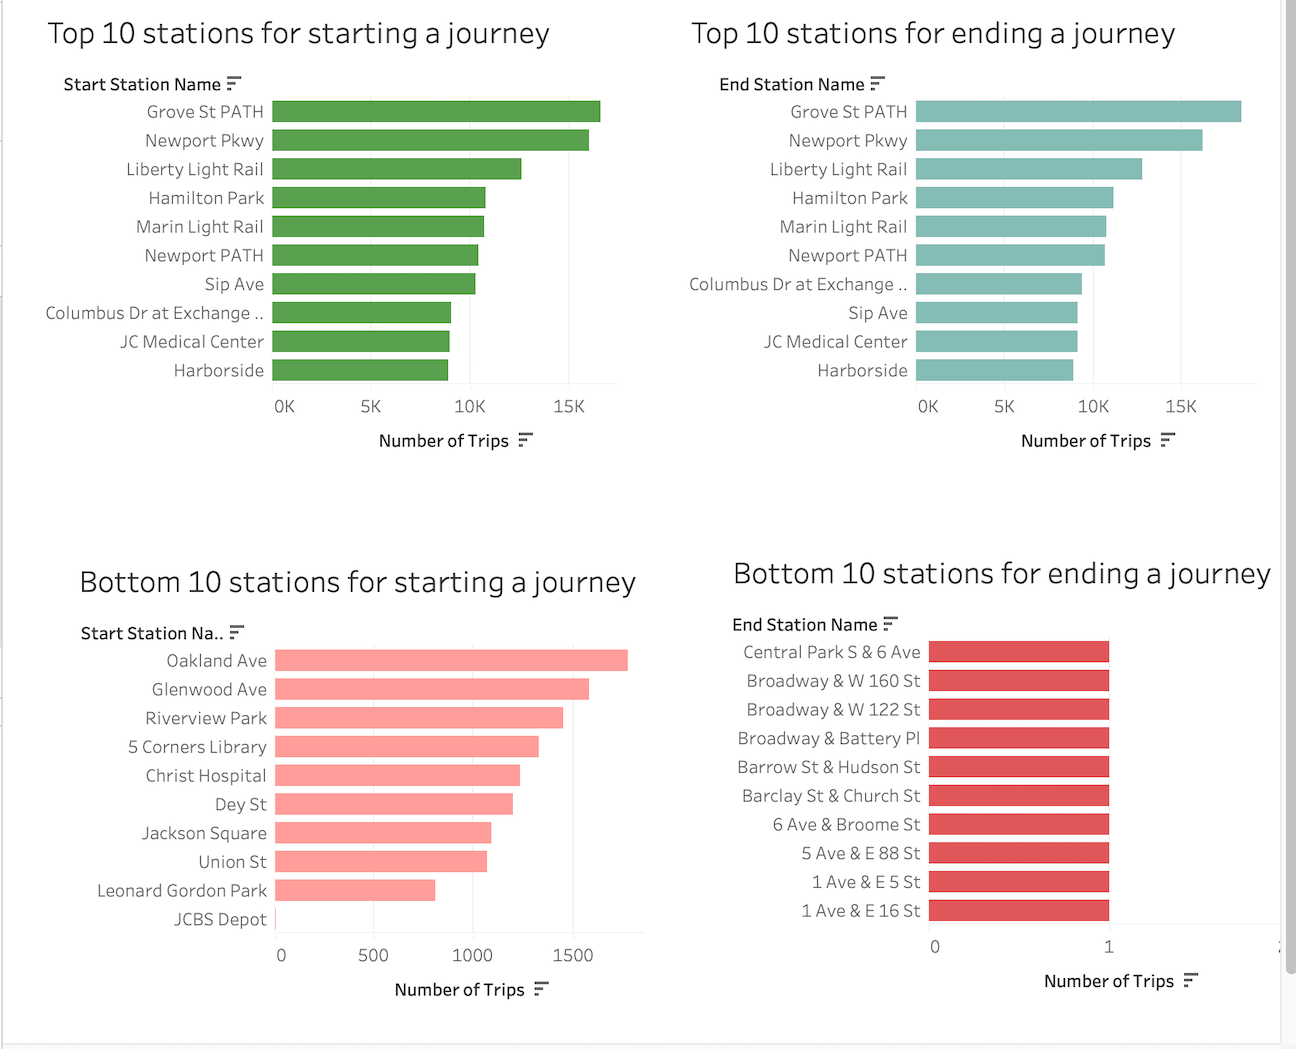 Top 10 stations for starting a journey
Start Station Name
Grove St PATH
Newport Pkwy
Liberty Light Rail
Hamilton Park
Marin Light Rail
Newport PATH
Sip Ave
Columbus Dr at Exchange ..
JC Medical Center
Harborside
0K 5K 10K 15K
Number of Trips
Top 10 stations for ending a journey
End Station Name
Grove St PATH
Newport Pkwy
Liberty Light Rail
Hamilton Park
Marin Light Rail
Newport PATH
Columbus Dr at Exchange ..
Sip Ave
JC Medical Center
Harborside
0K 5K 10K 15K
Number of Trips
Bottom 10 stations for starting a journey
Start Station Na..
Oakland Ave
Glenwood Ave
Riverview Park
5 Corners Library
Christ Hospital
Dey St
Jackson Square
Union St
Leonard Gordon Park
JCBS Depot
0 500 1000 1500
Number of Trips
Bottom 10 stations for ending a journey
End Station Name
Central Park S & 6 Ave
Broadway & W 160 St
Broadway & W 122 St
Broadway & Battery Pl
Barrow St & Hudson St
Barclay St & Church St
6 Ave & Broome St
5 Ave & E 88 St
1 Ave & E 5 St
1 Ave & E 16 St
0 1
Number of Trips